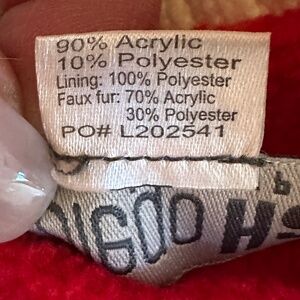 90% Acrylic
10% Polyester
Lining: 100% Polyester
Faux fur: 70% Acrylic
30% Polyester
PO# L202541